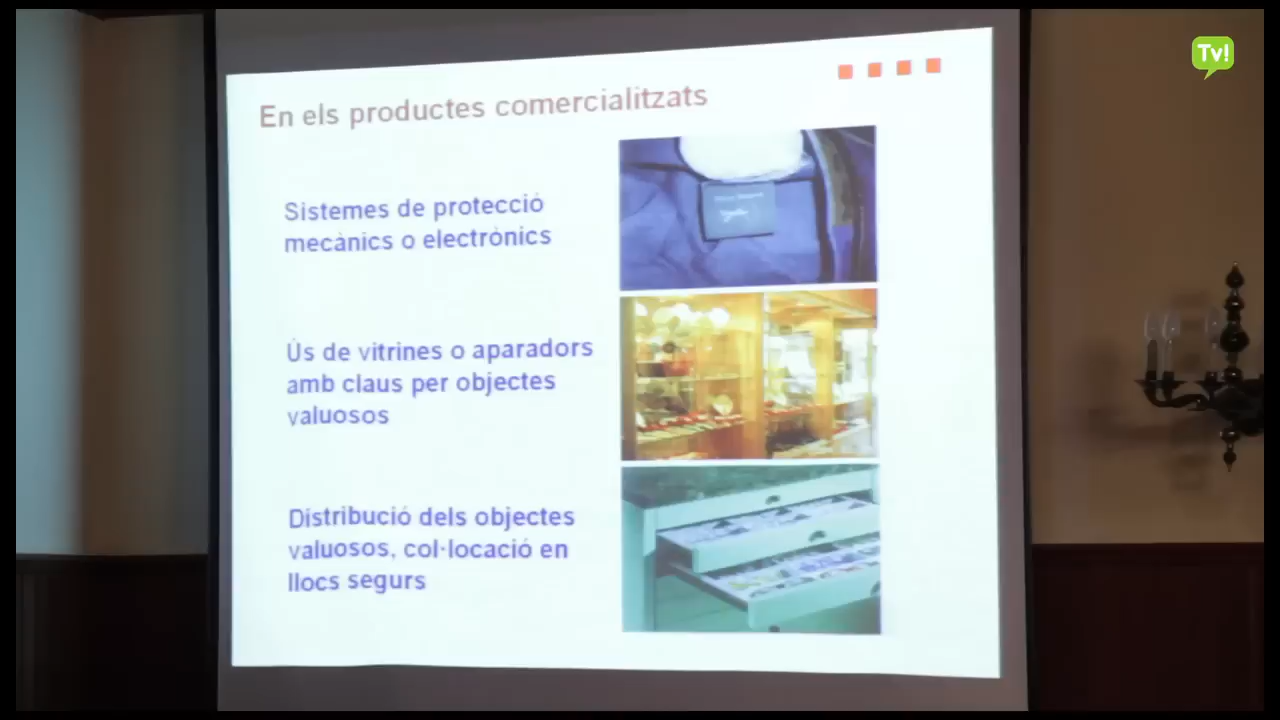 Tv!
En els productes comercialitzats
Sistemes de protecció
mecànics o electrònics
Ús de vitrines o aparadors
amb claus per objectes
valuosos
Distribució dels objectes
valuosos, col·locació en
llocs segurs